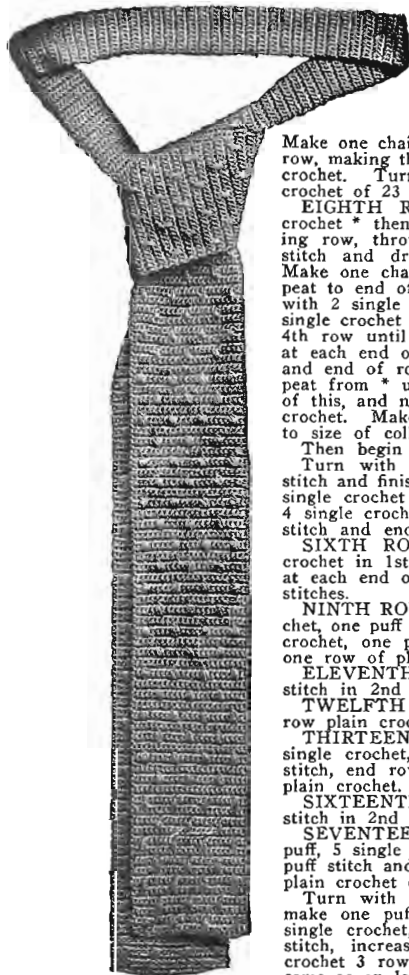 Make one chai
row, making th
crochet. Turn
crochet of 23
EIGHTH R
crochet * then
ing row, thro
stitch and dr
Make one cha
peat to end of
with 2 single
single crochet
4th row until
at each end o
and end of ro
peat from * u
of this, and n
crochet. Mak
to size of coll
Then begin
Turn with
stitch and finis
single crochet
4 single croch
stitch and end
SIXTH RO
crochet in 1st
at each end o
stitches.
NINTH RO
chet, one puff
crochet, one p
one row of pl
ELEVENTH
stitch in 2nd
TWELFTH
row plain croc
THIRTEEN
single crochet,
stitch, end rov
plain crochet.
SIXTEENTI
stitch in 2nd
SEVENTEE
puff, 5 single
puff stitch and
plain crochet
Turn with
make one puf
single crochet,
stitch, increas
crochet 3 row